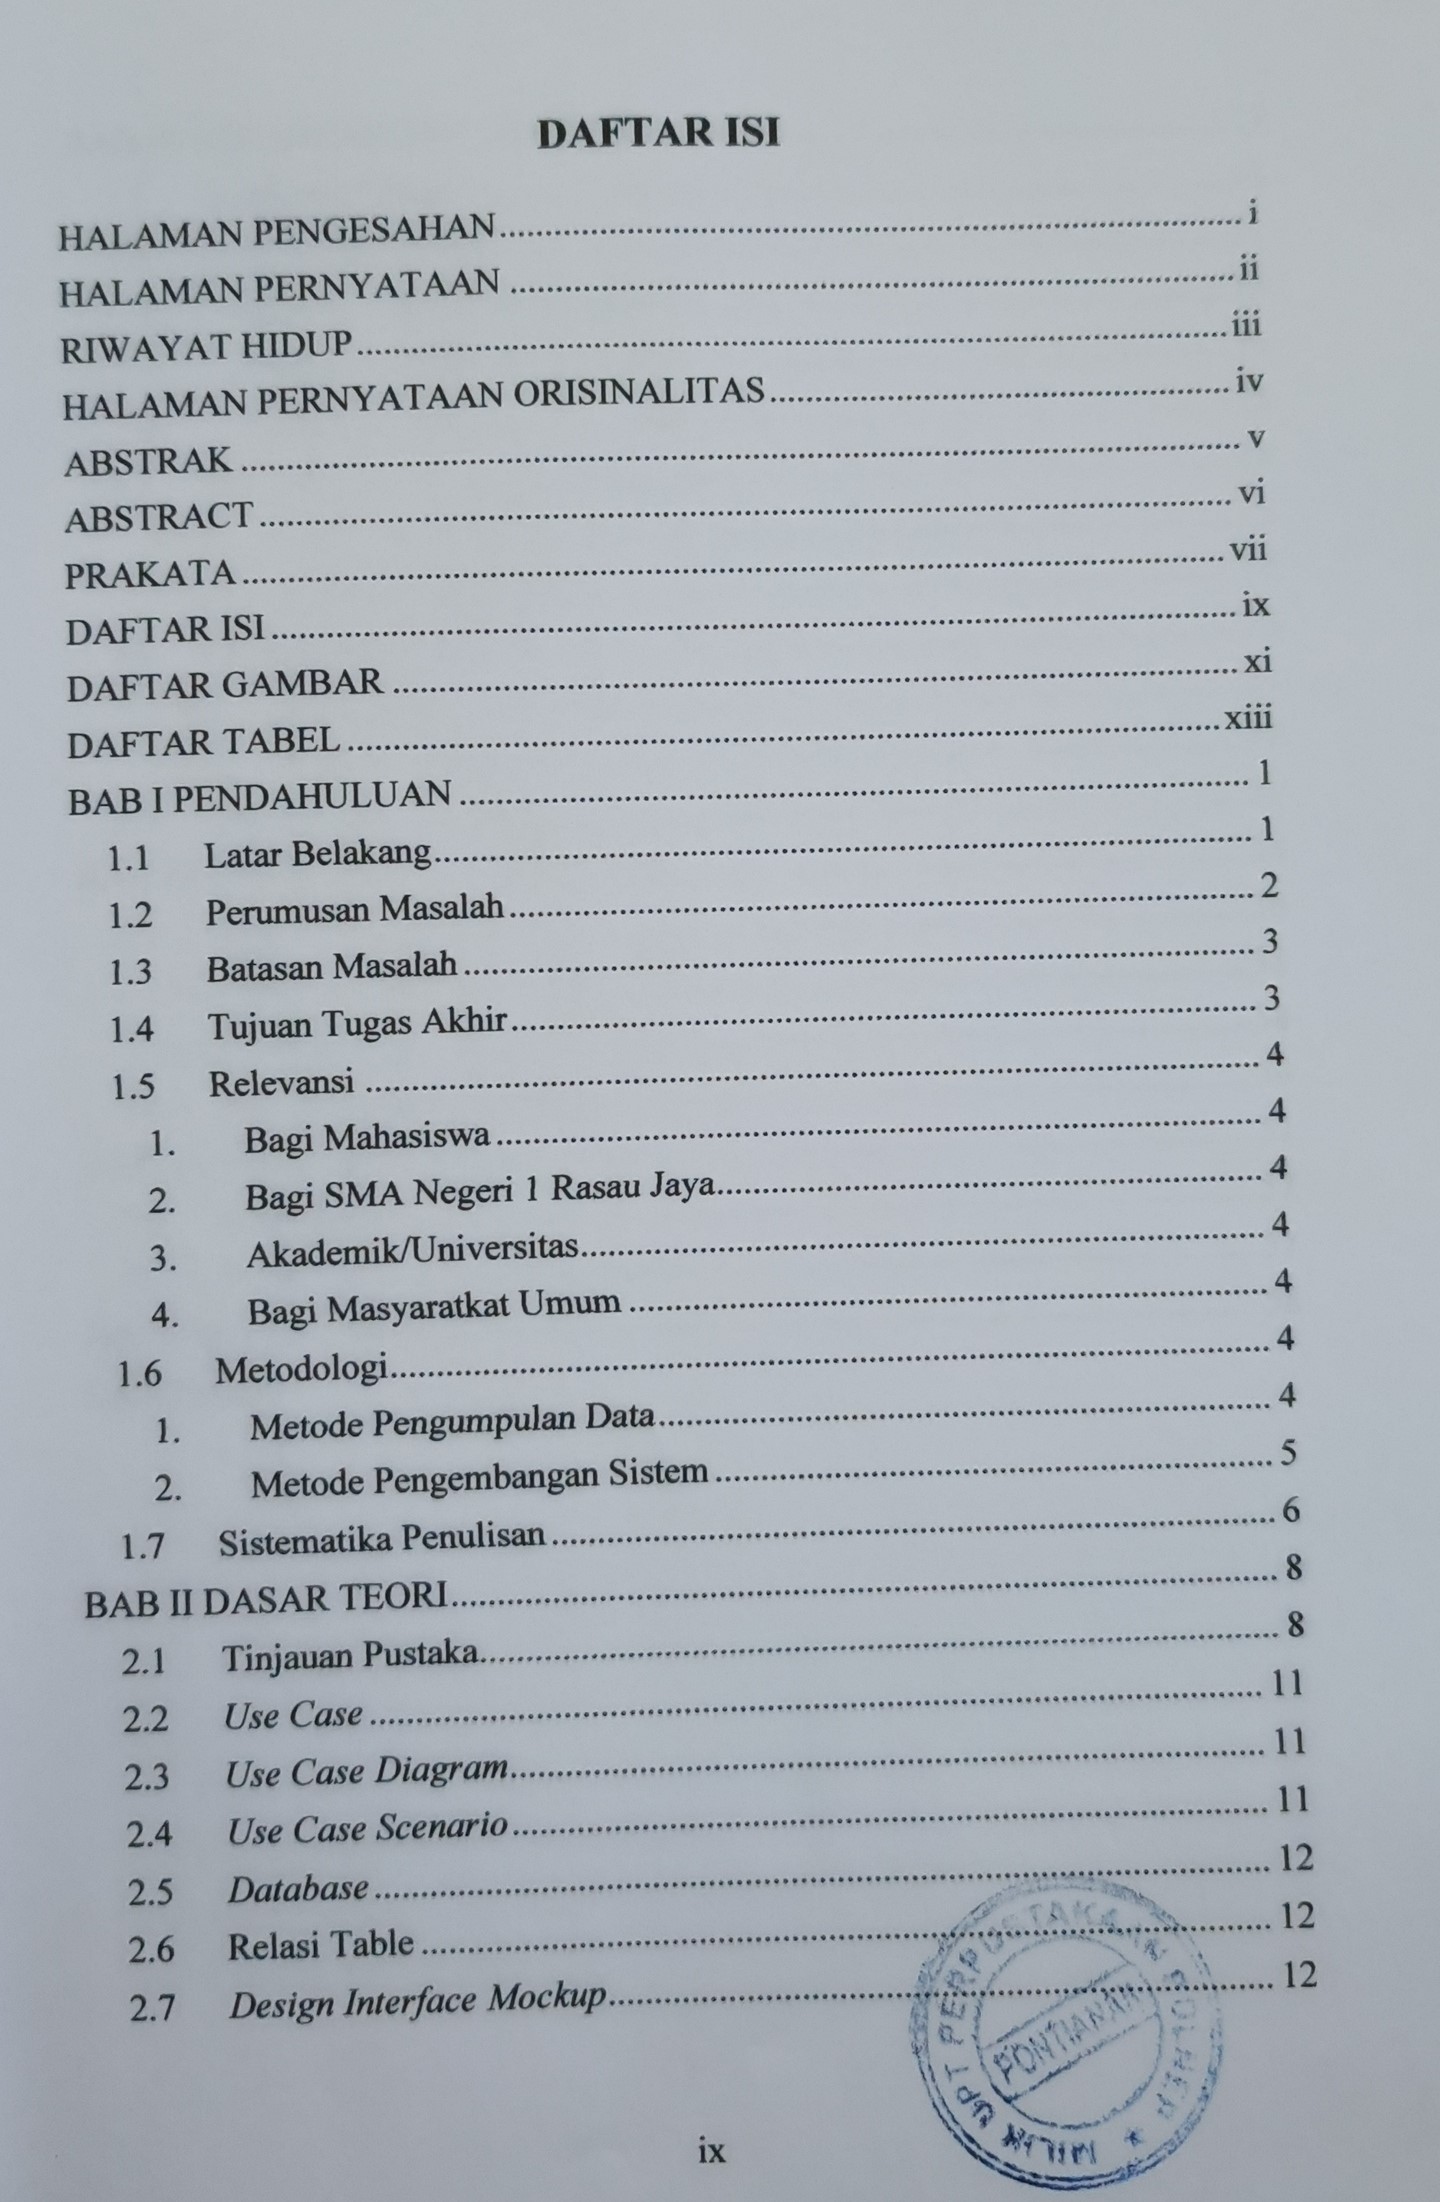 DAFTAR ISI
HALAMAN PENGESAHAN.......... i
HALAMAN PERNYATAAN .......... ii
RIWAYAT HIDUP.......... iii
HALAMAN PERNYATAAN ORISINALITAS.......... iv
ABSTRAK .......... v
ABSTRACT .......... vi
PRAKATA .......... vii
DAFTAR ISI .......... ix
DAFTAR GAMBAR .......... xi
DAFTAR TABEL .......... xiii
BAB I PENDAHULUAN .......... 1
1.1 Latar Belakang.......... 1
1.2 Perumusan Masalah .......... 2
1.3 Batasan Masalah .......... 3
1.4 Tujuan Tugas Akhir.......... 3
1.5 Relevansi .......... 4
1. Bagi Mahasiswa .......... 4
2. Bagi SMA Negeri 1 Rasau Jaya.......... 4
3. Akademik/Universitas.......... 4
4. Bagi Masyaratkat Umum .......... 4
1.6 Metodologi.......... 4
1. Metode Pengumpulan Data.......... 4
2. Metode Pengembangan Sistem .......... 5
1.7 Sistematika Penulisan .......... 6
BAB II DASAR TEORI.......... 8
2.1 Tinjauan Pustaka.......... 8
2.2 Use Case .......... 11
2.3 Use Case Diagram.......... 11
2.4 Use Case Scenario .......... 11
2.5 Database .......... 12
2.6 Relasi Table .......... 12
2.7 Design Interface Mockup.......... 12
MILIK UPT PERPUSTAKAAN
PONTIANAK
ix